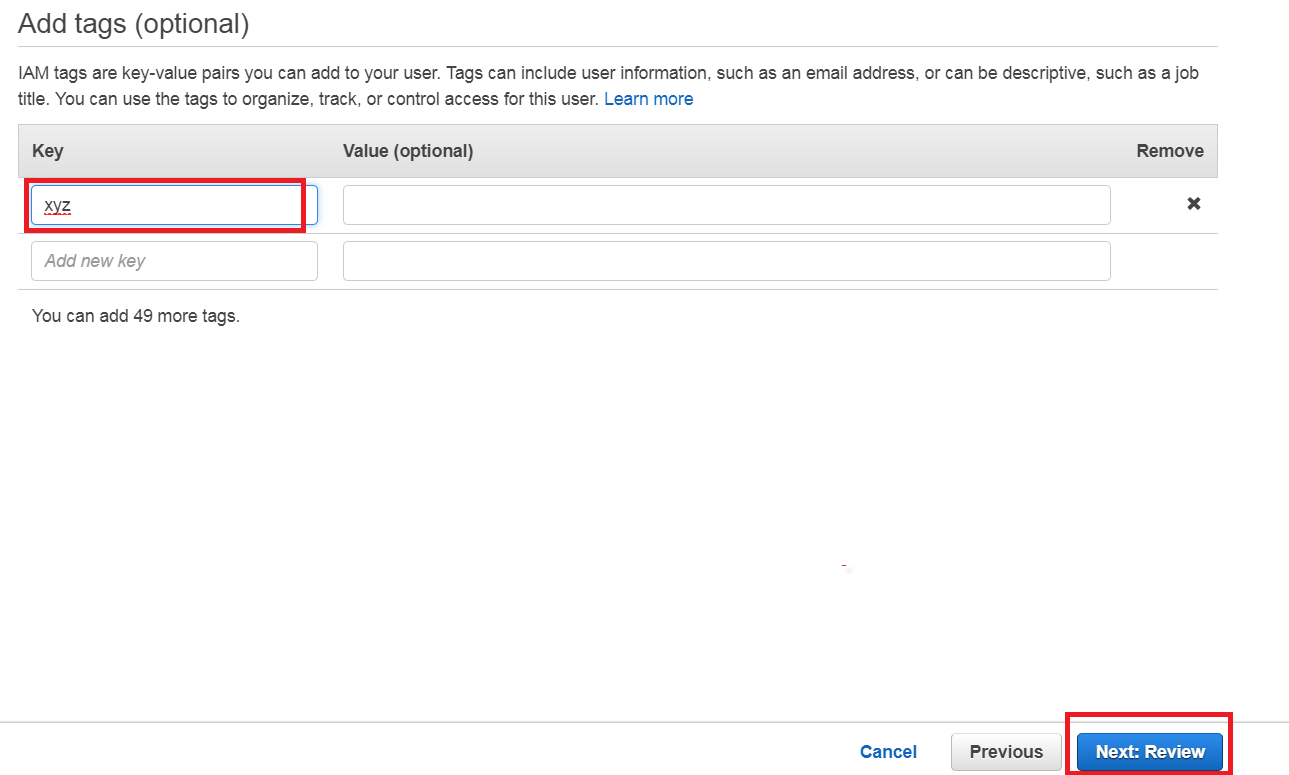 Add tags (optional)
IAM tags are key-value pairs you can add to your user. Tags can include user information, such as an email address, or can be descriptive, such as a job
title. You can use the tags to organize, track, or control access for this user. Learn more
Key Value (optional) Remove
xyz
Add new key
You can add 49 more tags.
Cancel Previous Next: Review